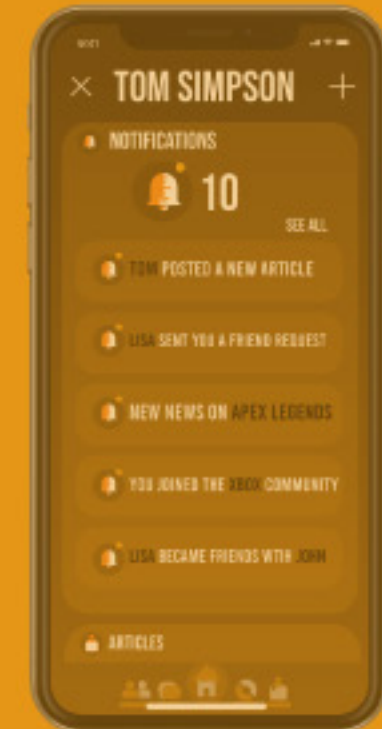 TOM SIMPSON
NOTIFICATIONS
10
SEE ALL
TOM POSTED A NEW ARTICLE
LISA SENT YOU A FRIEND REQUEST
NEW NEWS ON APEX LEGENDS
YOU JOINED THE XBOX COMMUNITY
LISA BECAME FRIENDS WTIH JOHN
ARTICLES